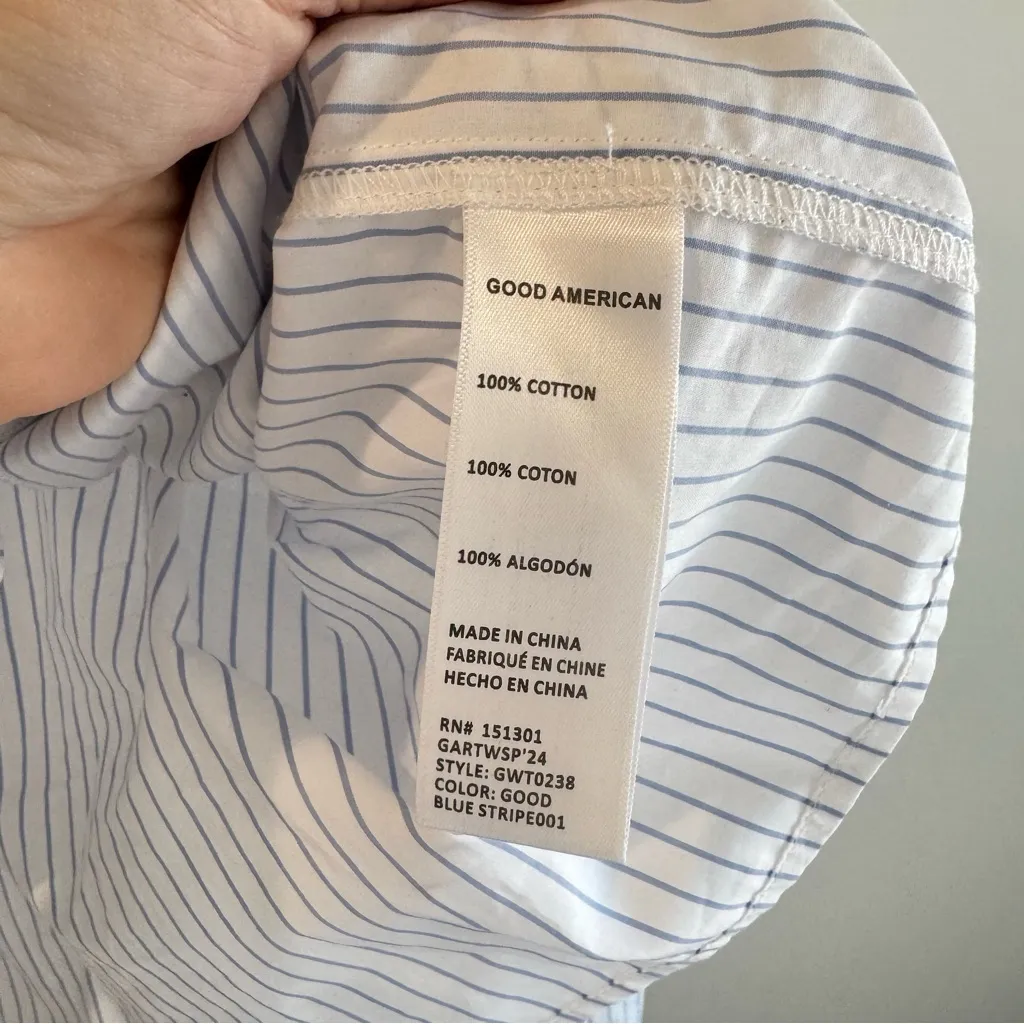 GOOD AMERICAN
100% COTTON
100% COTON
100% ALGODÓN
MADE IN CHINA
FABRIQUÉ EN CHINE
HECHO EN CHINA
RN# 151301
GARTWSP'24
STYLE: GWT0238
COLOR: GOOD
BLUE STRIPE001